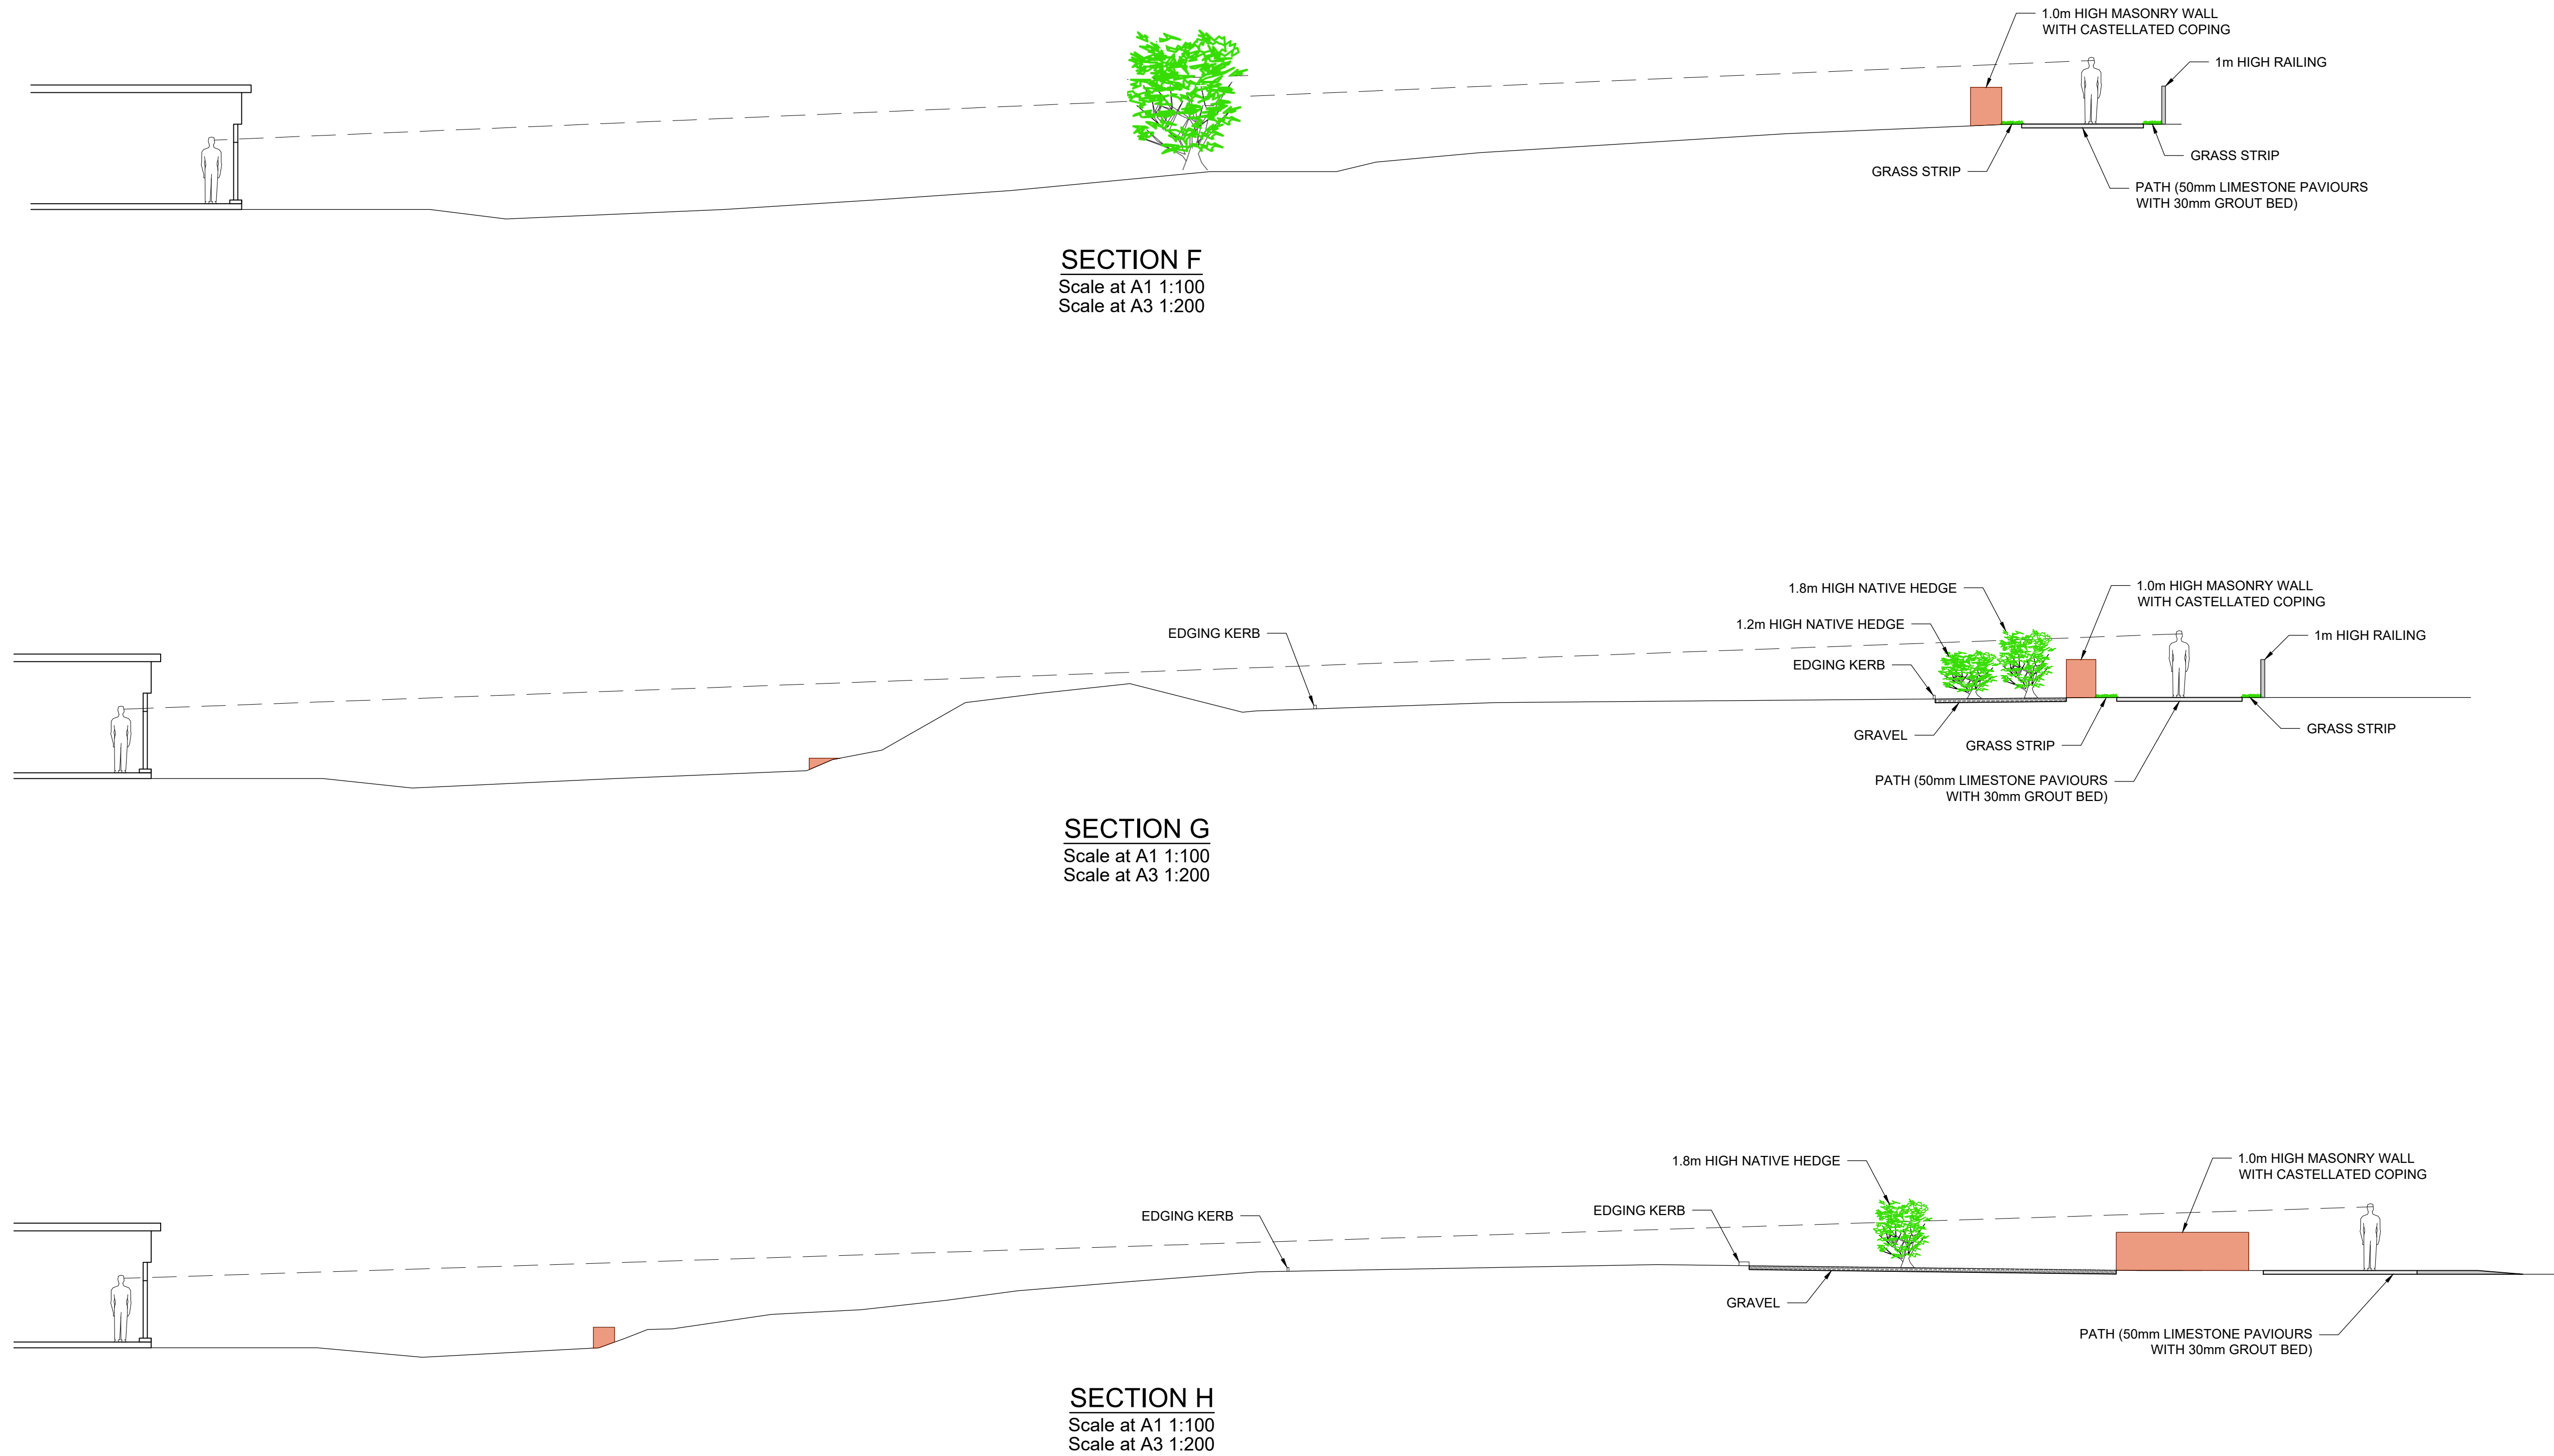 1.0m HIGH MASONRY WALL
WITH CASTELLATED COPING
1m HIGH RAILING
GRASS STRIP
GRASS STRIP
PATH (50mm LIMESTONE PAVIOURS
WITH 30mm GROUT BED)
SECTION F
Scale at A1 1:100
Scale at A3 1:200
1.8m HIGH NATIVE HEDGE
1.0m HIGH MASONRY WALL
WITH CASTELLATED COPING
1.2m HIGH NATIVE HEDGE
EDGING KERB
1m HIGH RAILING
EDGING KERB
GRAVEL
GRASS STRIP
GRASS STRIP
PATH (50mm LIMESTONE PAVIOURS
WITH 30mm GROUT BED)
SECTION G
Scale at A1 1:100
Scale at A3 1:200
1.8m HIGH NATIVE HEDGE
1.0m HIGH MASONRY WALL
WITH CASTELLATED COPING
EDGING KERB
EDGING KERB
GRAVEL
PATH (50mm LIMESTONE PAVIOURS
WITH 30mm GROUT BED)
SECTION H
Scale at A1 1:100
Scale at A3 1:200